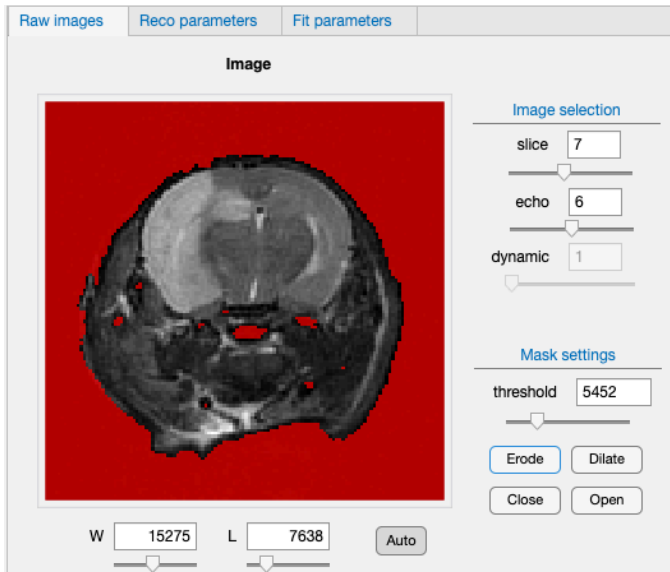 Raw images Reco parameters Fit parameters
Image
Image selection
slice 7
echo 6
dynamic 1
Mask settings
threshold 5452
Erode Dilate
Close Open
W 15275 L 7638 Auto